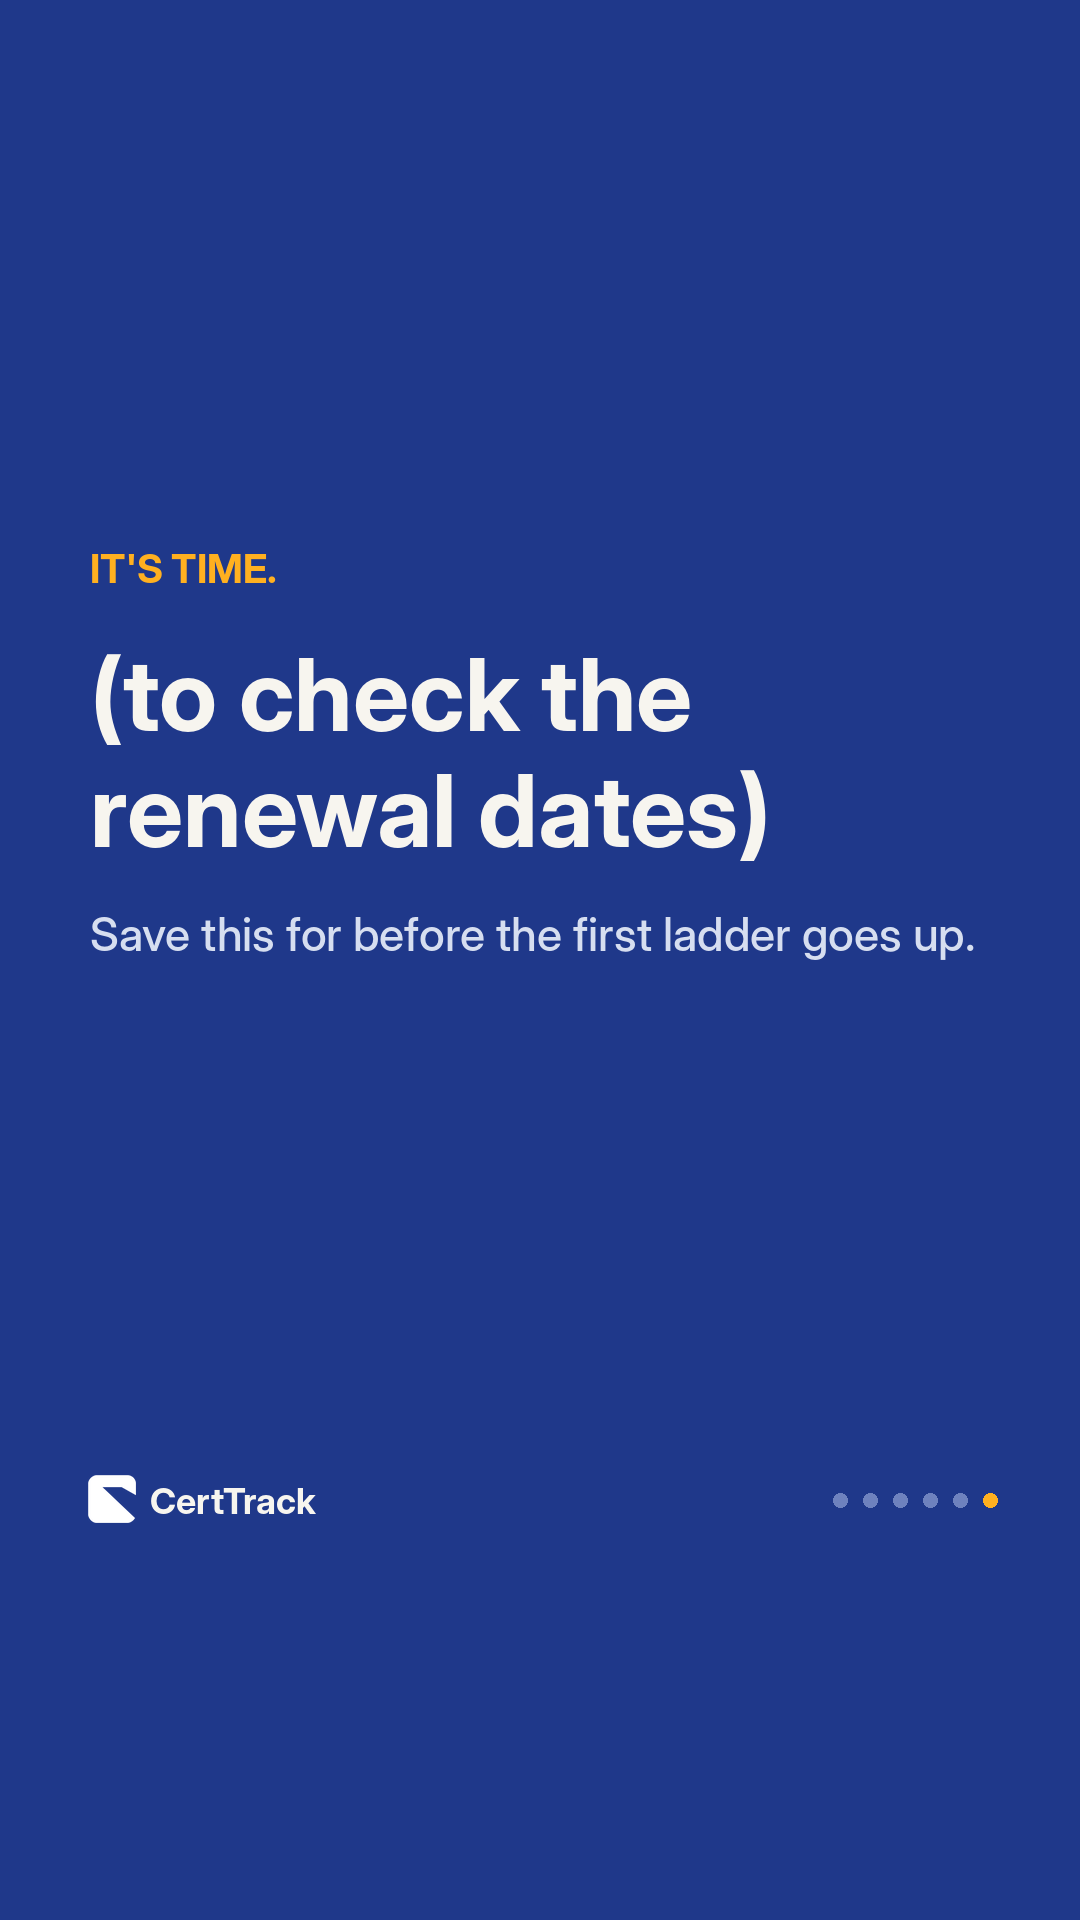 IT'S TIME.
(to check the
renewal dates)
Save this for before the first ladder goes up.
CertTrack